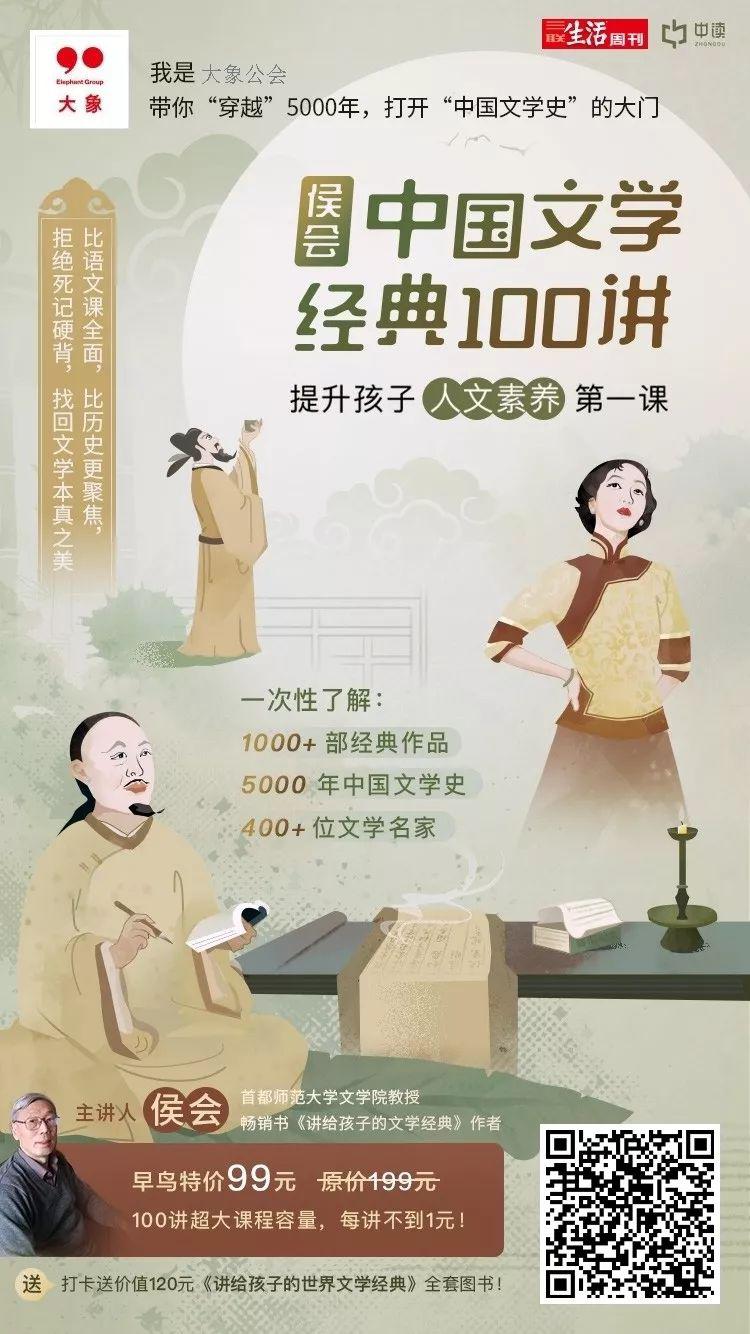 三联生活周刊
中读
ZHONGDU
Elephant Group
大象
我是 大象公会
带你“穿越”5000年，打开“中国文学史”的大门
侯会
中国文学
经典100讲
提升孩子 人文素养 第一课
比语文课全面，比历史更聚焦，
拒绝死记硬背，找回文学本真之美
一次性了解：
1000+ 部经典作品
5000 年中国文学史
400+ 位文学名家
主讲人 侯会
首都师范大学文学院教授
畅销书《讲给孩子的文学经典》作者
早鸟特价99元 原价199元
100讲超大课程容量，每讲不到1元！
送 打卡送价值120元《讲给孩子的世界文学经典》全套图书！